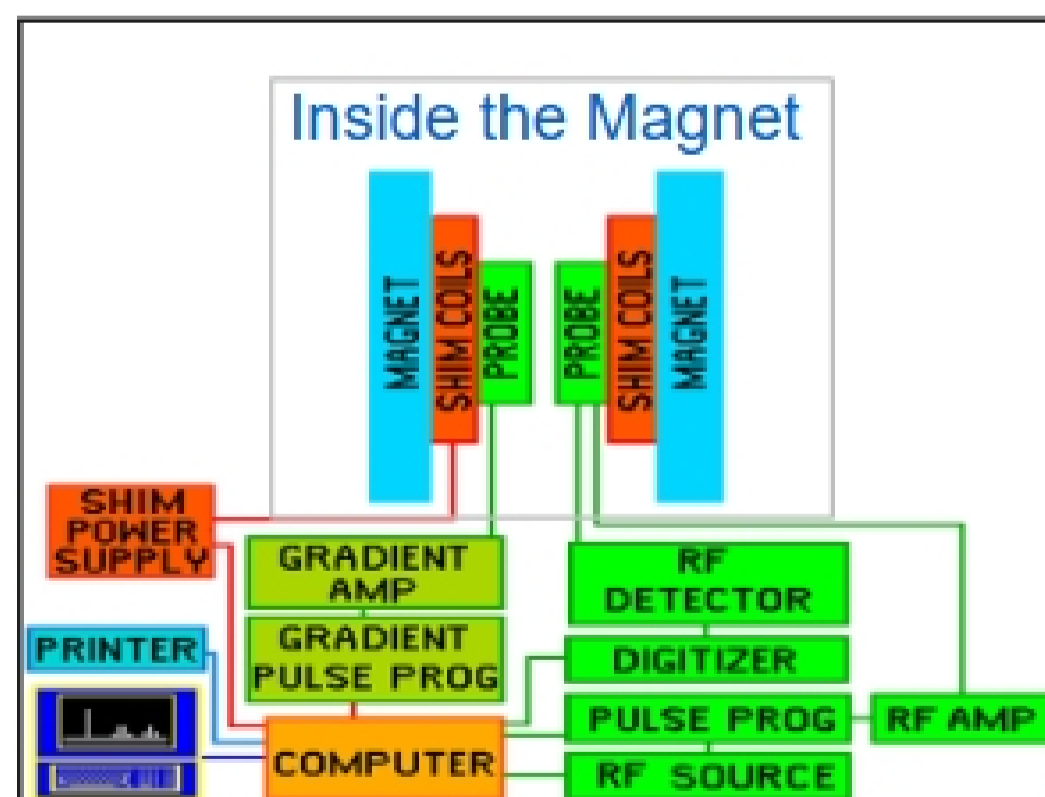 Inside the Magnet
MAGNET
SHIM COILS
PROBE
PROBE
SHIM COILS
MAGNET
SHIM
POWER
SUPPLY
GRADIENT
AMP
RF
DETECTOR
PRINTER
GRADIENT
PULSE PROG
DIGITIZER
PULSE PROG
RF AMP
COMPUTER
RF SOURCE